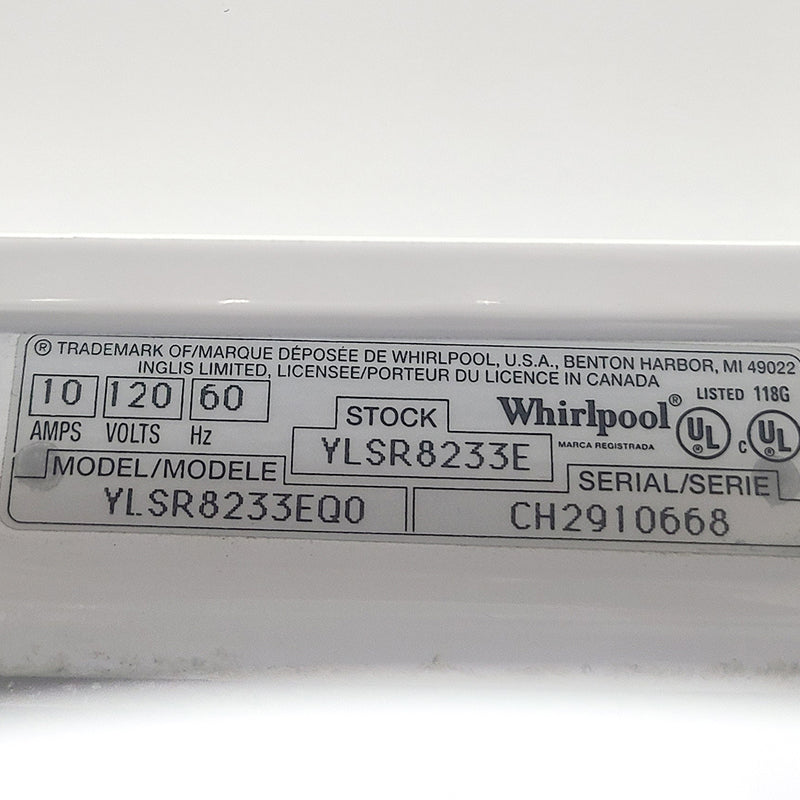 ® TRADEMARK OF/MARQUE DÉPOSÉE DE WHIRLPOOL, U.S.A., BENTON HARBOR, MI 49022
INGLIS LIMITED, LICENSEE/PORTEUR DU LICENCE IN CANADA
10 120 60
AMPS VOLTS Hz
STOCK
YLSR8233E
Whirlpool®
MARCA REGISTRADA
LISTED 118G
UL® C UL®
MODEL/MODELE
YLSR8233EQ0
SERIAL/SERIE
CH2910668